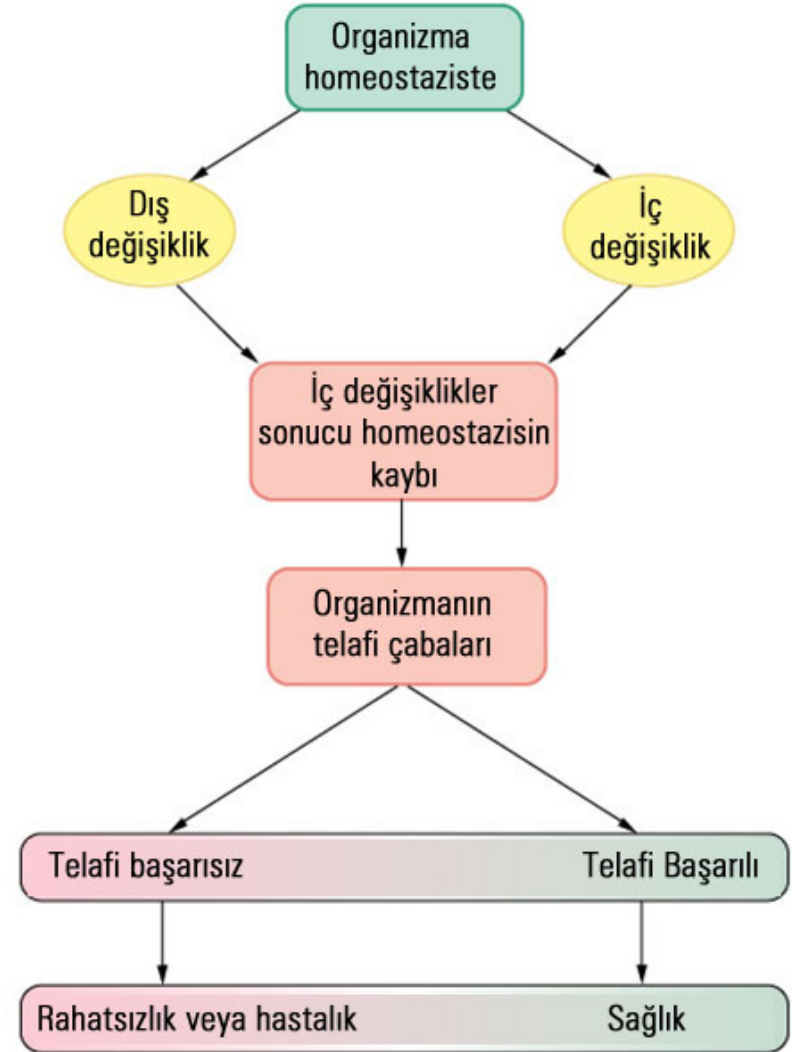 Organizma
homeostaziste
Dış
değişiklik
İç
değişiklik
İç değişiklikler
sonucu homeostazisin
kaybı
Organizmanın
telafi çabaları
Telafi başarısız
Telafi Başarılı
Rahatsızlık veya hastalık
Sağlık